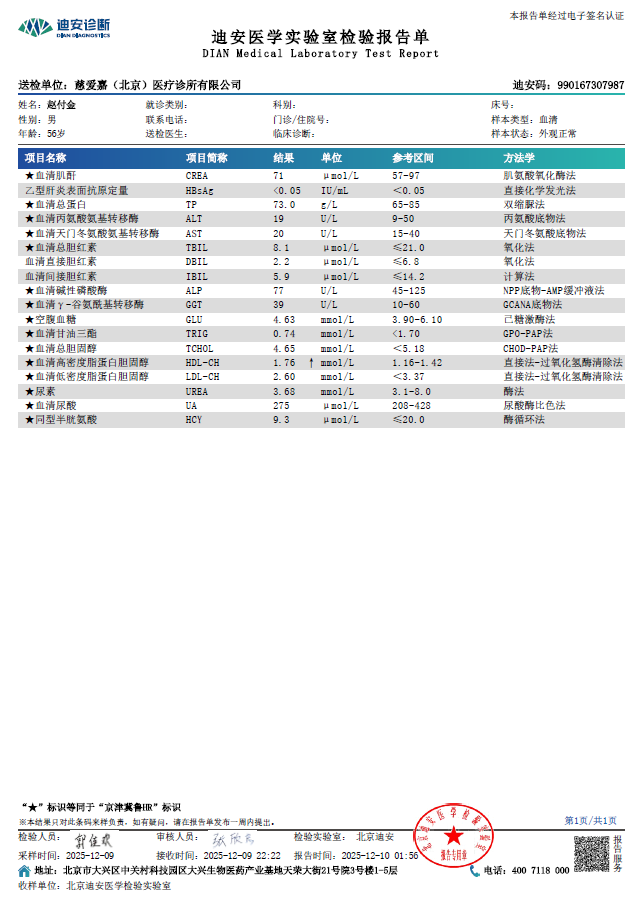 本报告单经过电子签名认证
迪安诊断
DIAN DIAGNOSTICS
迪安医学实验室检验报告单
DIAN Medical Laboratory Test Report
送检单位: 慈爱嘉（北京）医疗诊所有限公司 迪安码: 990167307987
姓名: 赵付金 就诊类别: 科别: 床号:
性别: 男 联系电话: 门诊/住院号: 样本类型: 血清
年龄: 56岁 送检医生: 临床诊断: 样本状态: 外观正常
项目名称 项目简称 结果 单位 参考区间 方法学
★血清肌酐 CREA 71 μmol/L 57-97 肌氨酸氧化酶法
乙型肝炎表面抗原定量 HBsAg <0.05 IU/mL ＜0.05 直接化学发光法
★血清总蛋白 TP 73.0 g/L 65-85 双缩脲法
★血清丙氨酸氨基转移酶 ALT 19 U/L 9-50 丙氨酸底物法
★血清天门冬氨酸氨基转移酶 AST 20 U/L 15-40 天门冬氨酸底物法
★血清总胆红素 TBIL 8.1 μmol/L ≤21.0 氧化法
血清直接胆红素 DBIL 2.2 μmol/L ≤6.8 氧化法
血清间接胆红素 IBIL 5.9 μmol/L ≤14.2 计算法
★血清碱性磷酸酶 ALP 77 U/L 45-125 NPP底物-AMP缓冲液法
★血清γ-谷氨酰基转移酶 GGT 39 U/L 10-60 GCANA底物法
★空腹血糖 GLU 4.63 mmol/L 3.90-6.10 己糖激酶法
★血清甘油三酯 TRIG 0.74 mmol/L <1.70 GPO-PAP法
★血清总胆固醇 TCHOL 4.65 mmol/L ＜5.18 CHOD-PAP法
★血清高密度脂蛋白胆固醇 HDL-CH 1.76 ↑ mmol/L 1.16-1.42 直接法-过氧化氢酶清除法
★血清低密度脂蛋白胆固醇 LDL-CH 2.60 mmol/L ＜3.37 直接法-过氧化氢酶清除法
★尿素 UREA 3.68 mmol/L 3.1-8.0 酶法
★血清尿酸 UA 275 μmol/L 208-428 尿酸酶比色法
★同型半胱氨酸 HCY 9.3 μmol/L ≤20.0 酶循环法
“★”标识等同于“京津冀鲁HR”标识
※本结果只对此条码来样负责，如有疑问，请在报告单发布一周内提出。 第1页/共1页
检验人员: 审核人员: 检验实验室: 北京迪安
采样时间: 2025-12-09 接收时间: 2025-12-09 22:22 报告时间: 2025-12-10 01:56
报告专用章
报告服务
地址: 北京市大兴区中关村科技园区大兴生物医药产业基地天荣大街21号院3号楼1-5层 电话: 400 7118 000
收样单位: 北京迪安医学检验实验室